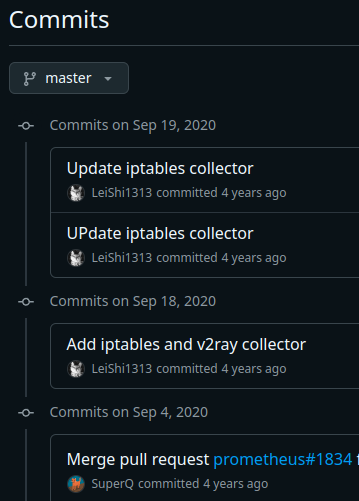 Commits
master
Commits on Sep 19, 2020
Update iptables collector
LeiShi1313 committed 4 years ago
UPdate iptables collector
LeiShi1313 committed 4 years ago
Commits on Sep 18, 2020
Add iptables and v2ray collector
LeiShi1313 committed 4 years ago
Commits on Sep 4, 2020
Merge pull request prometheus#1834 f
SuperQ committed 4 years ago